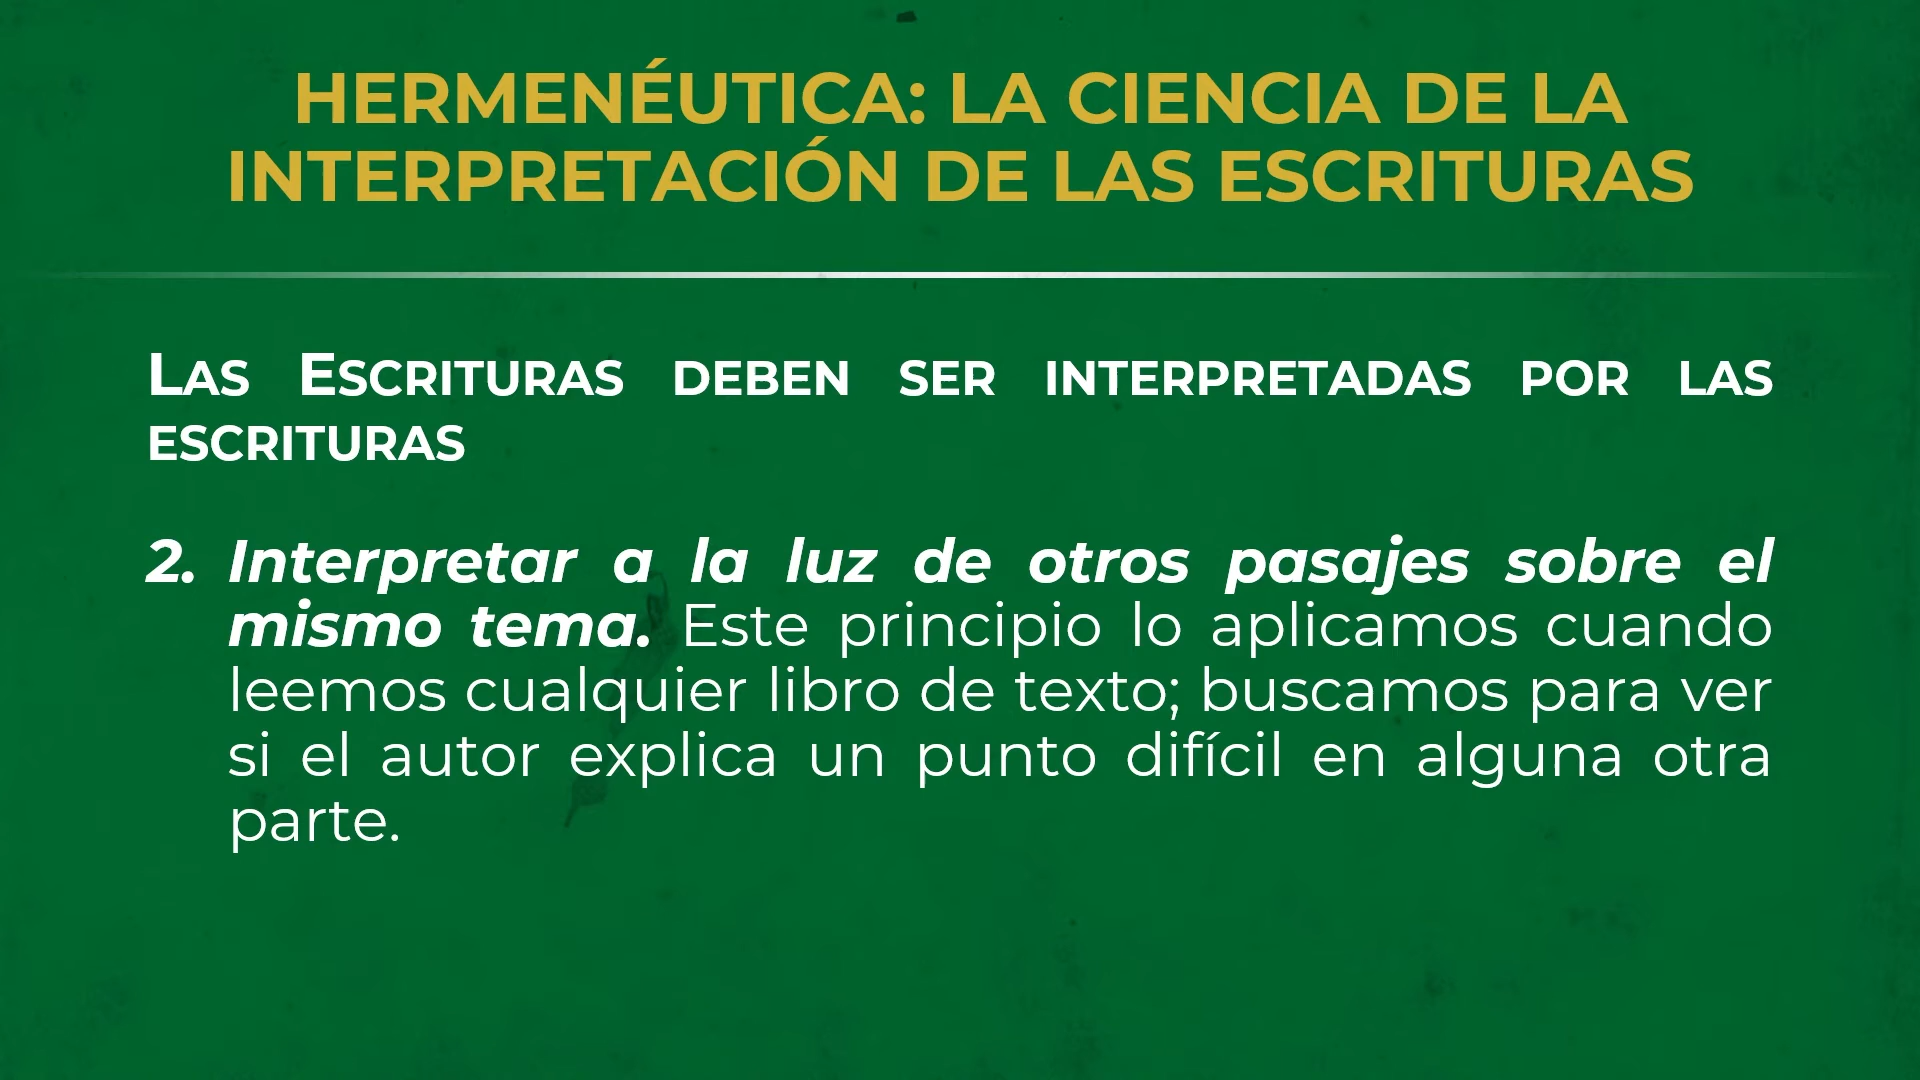 HERMENÉUTICA: LA CIENCIA DE LA
INTERPRETACIÓN DE LAS ESCRITURAS
LAS ESCRITURAS DEBEN SER INTERPRETADAS POR LAS
ESCRITURAS
2. Interpretar a la luz de otros pasajes sobre el
mismo tema. Este principio lo aplicamos cuando
leemos cualquier libro de texto; buscamos para ver
si el autor explica un punto difícil en alguna otra
parte.